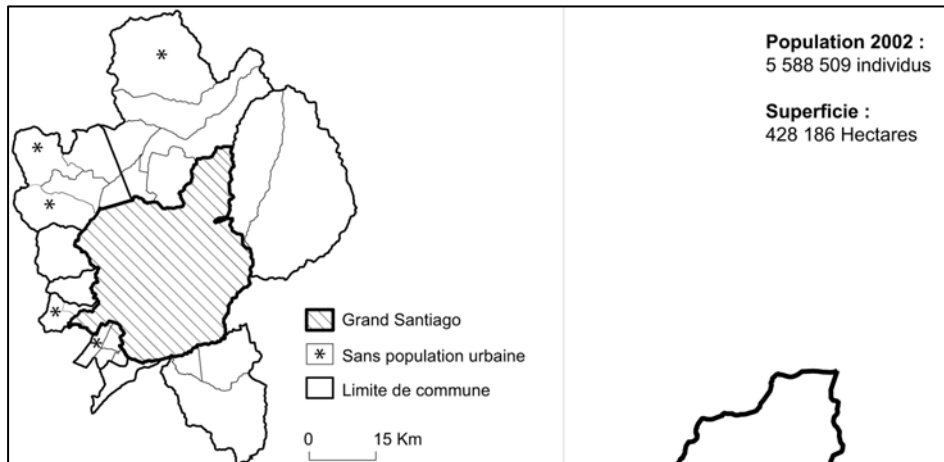 Population 2002 :
5 588 509 individus
Superficie :
428 186 Hectares
Grand Santiago
* Sans population urbaine
Limite de commune
0 15 Km